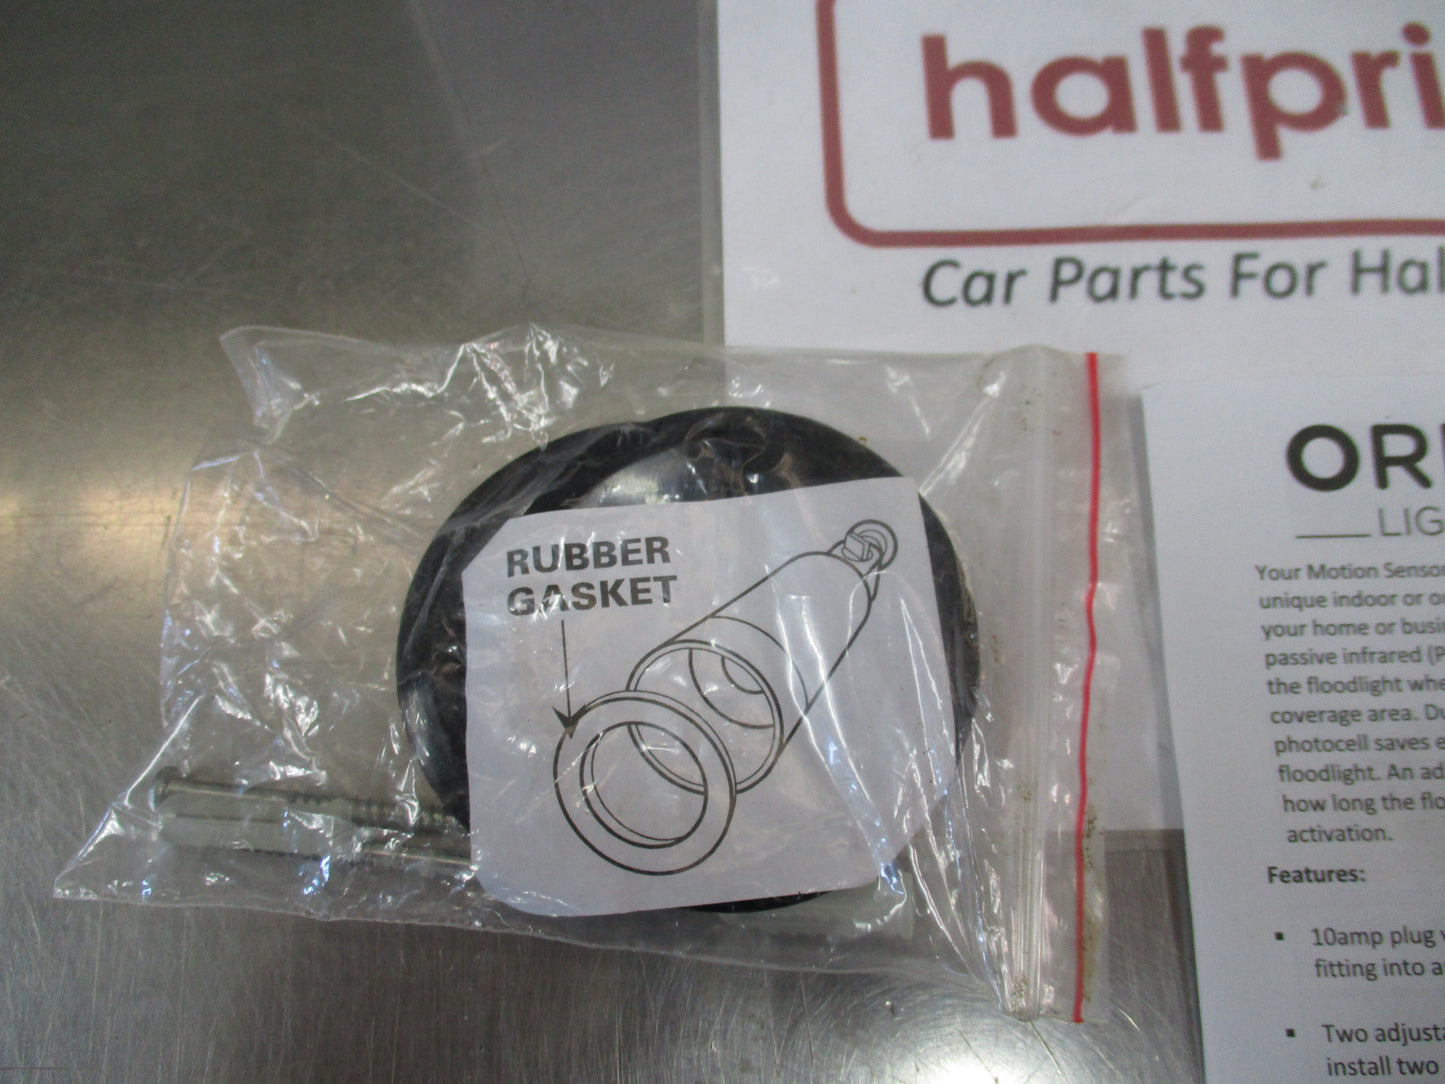 halfpri
Car Parts For Hal
RUBBER
GASKET
OR
LIG
Your Motion Senso
unique indoor or o
your home or busi
passive infrared (P
the floodlight whe
coverage area. D
photocell saves e
floodlight. An ad
how long the flo
activation.
Features:
▪ 10amp plug
fitting into a
▪ Two adjusta
install two